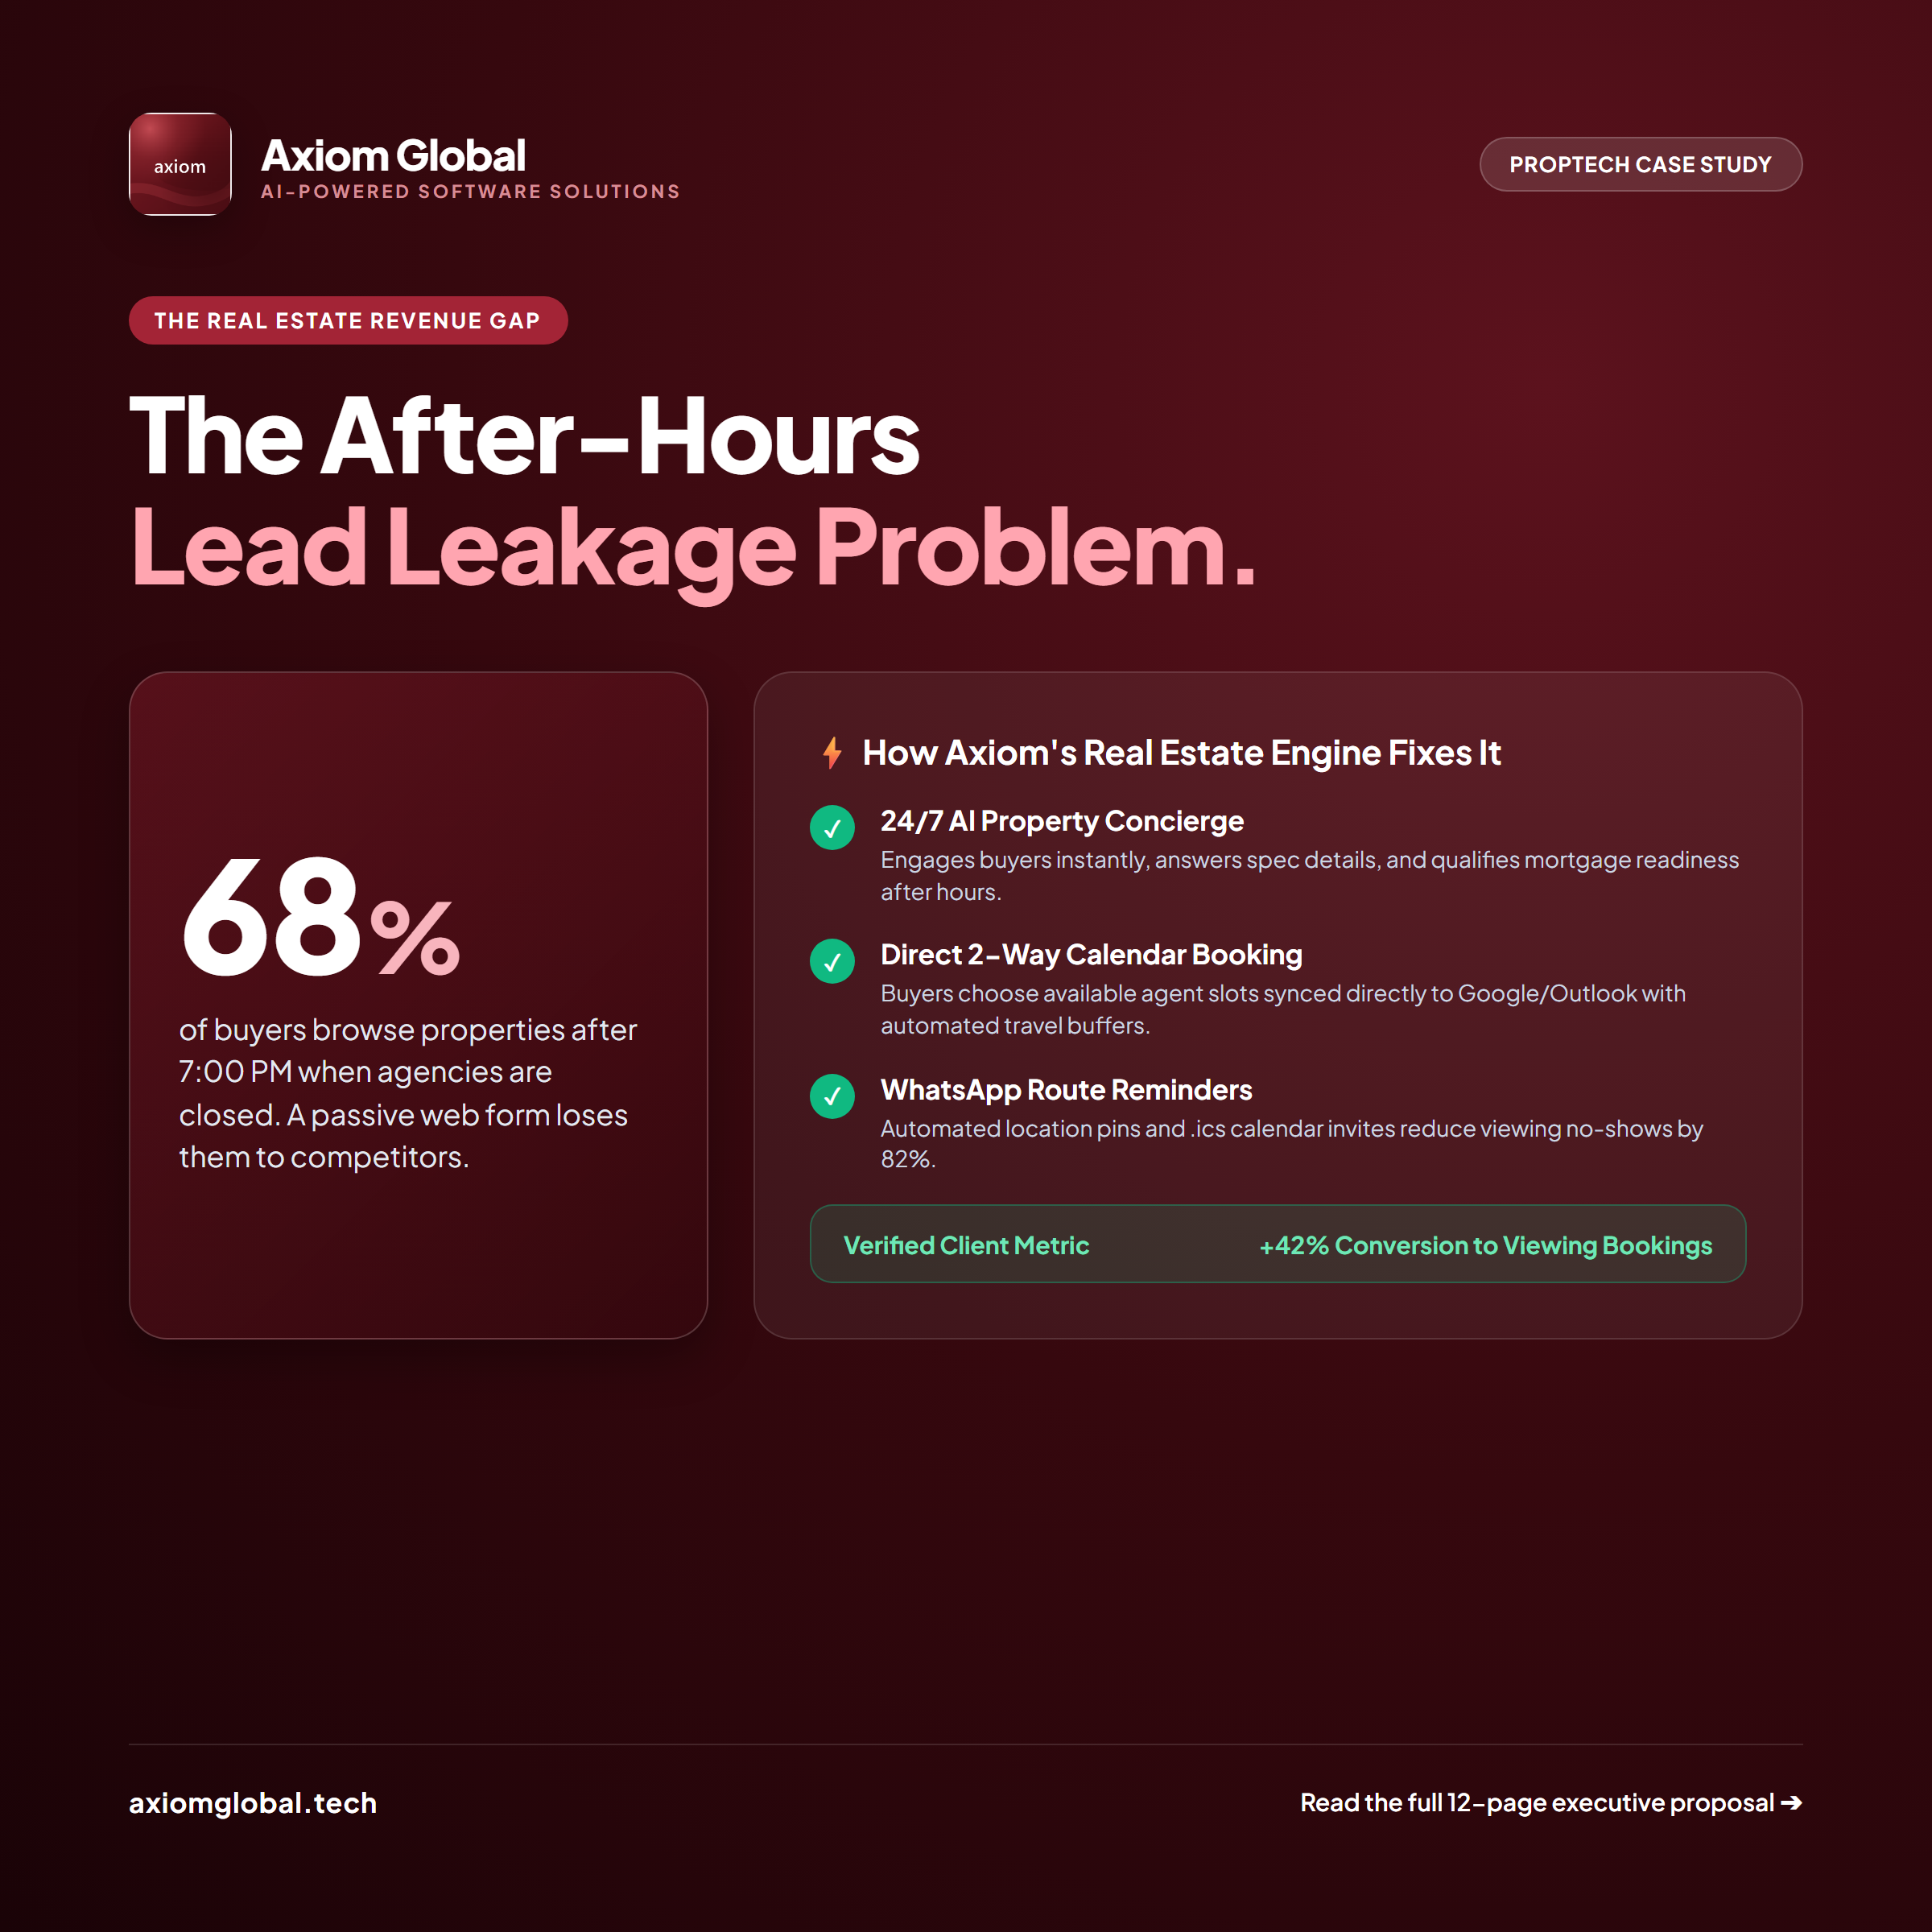 axiom
Axiom Global
AI-POWERED SOFTWARE SOLUTIONS
PROPTECH CASE STUDY
THE REAL ESTATE REVENUE GAP
The After-Hours
Lead Leakage Problem.
68%
of buyers browse properties after
7:00 PM when agencies are
closed. A passive web form loses
them to competitors.
How Axiom's Real Estate Engine Fixes It
24/7 AI Property Concierge
Engages buyers instantly, answers spec details, and qualifies mortgage readiness
after hours.
Direct 2-Way Calendar Booking
Buyers choose available agent slots synced directly to Google/Outlook with
automated travel buffers.
WhatsApp Route Reminders
Automated location pins and .ics calendar invites reduce viewing no-shows by
82%.
Verified Client Metric
+42% Conversion to Viewing Bookings
axiomglobal.tech
Read the full 12-page executive proposal ➔